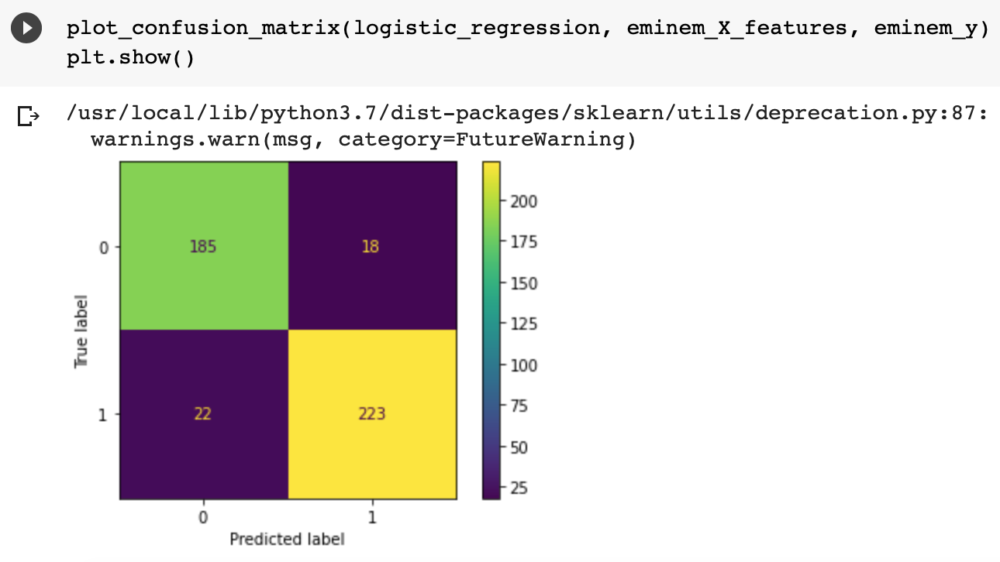 plot_confusion_matrix(logistic_regression, eminem_X_features, eminem_y)
plt.show()
/usr/local/lib/python3.7/dist-packages/sklearn/utils/deprecation.py:87:
warnings.warn(msg, category=FutureWarning)
200
175
150
125
100
75
50
25
True label
0
185
18
1
22
223
0
1
Predicted label